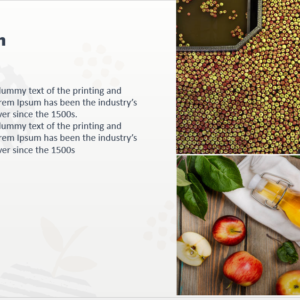 n
dummy text of the printing and
rem Ipsum has been the industry's
ver since the 1500s.
dummy text of the printing and
rem Ipsum has been the industry's
ver since the 1500s